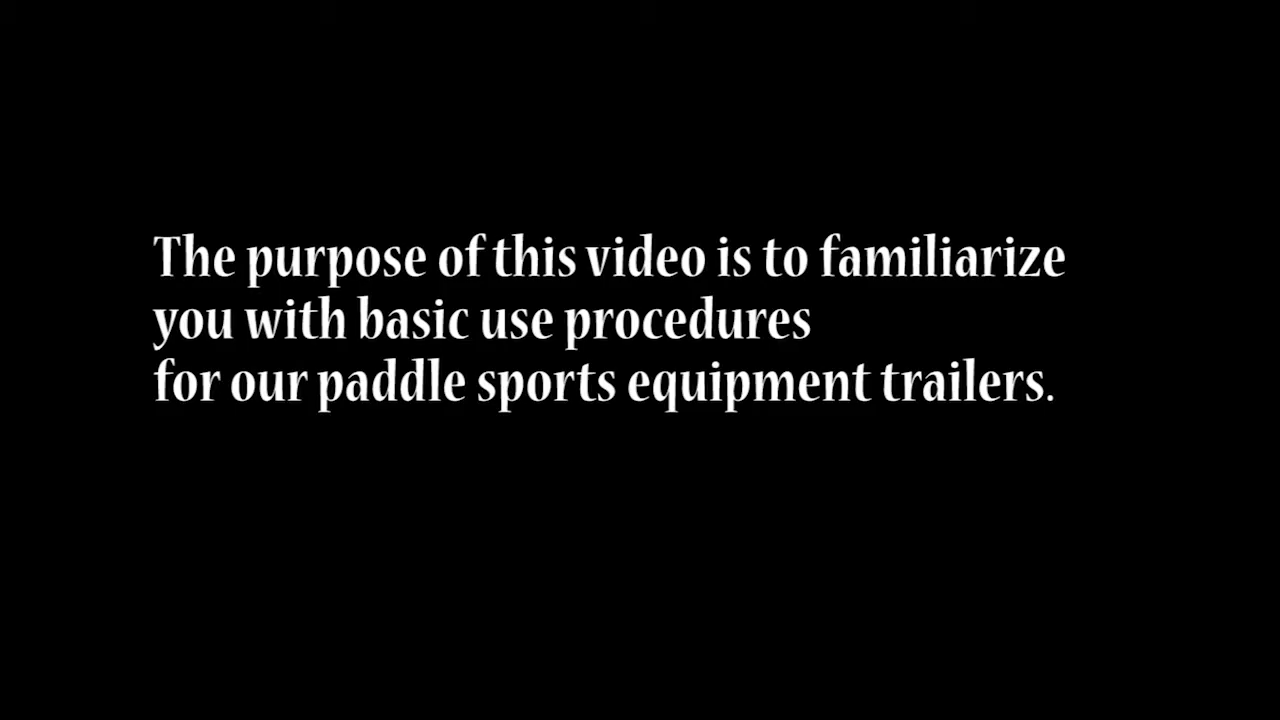 The purpose of this video is to familiarize
you with basic use procedures
for our paddle sports equipment trailers.